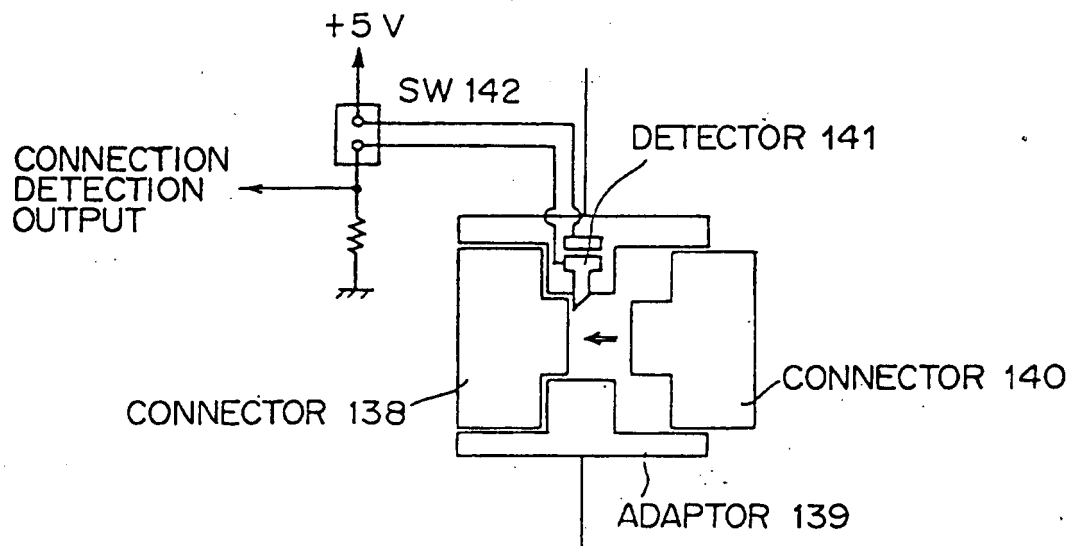 +5 V
SW 142
DETECTOR 141
CONNECTION
DETECTION
OUTPUT
CONNECTOR 140
CONNECTOR 138
ADAPTOR 139